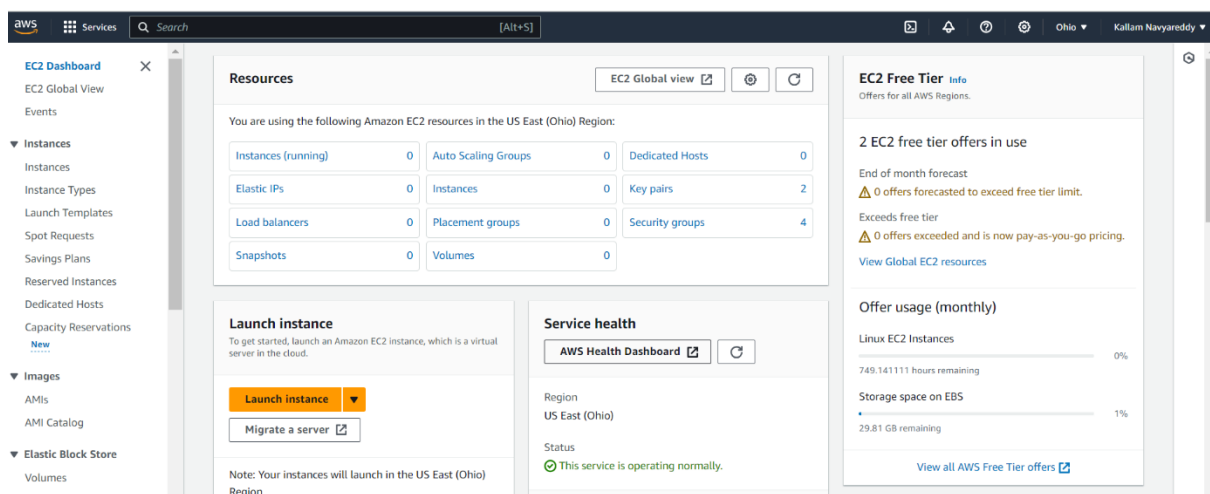 aws
Services
Search
[Alt+S]
Ohio
Kallam Navyareddy
EC2 Dashboard
EC2 Global View
Events
Instances
Instances
Instance Types
Launch Templates
Spot Requests
Savings Plans
Reserved Instances
Dedicated Hosts
Capacity Reservations
New
Images
AMIs
AMI Catalog
Elastic Block Store
Volumes
Resources
EC2 Global view
You are using the following Amazon EC2 resources in the US East (Ohio) Region:
Instances (running) 0 Auto Scaling Groups 0 Dedicated Hosts 0
Elastic IPs 0 Instances 0 Key pairs 2
Load balancers 0 Placement groups 0 Security groups 4
Snapshots 0 Volumes 0
Launch instance
To get started, launch an Amazon EC2 instance, which is a virtual
server in the cloud.
Launch instance
Migrate a server
Note: Your instances will launch in the US East (Ohio)
Region
Service health
AWS Health Dashboard
Region
US East (Ohio)
Status
This service is operating normally.
EC2 Free Tier Info
Offers for all AWS Regions.
2 EC2 free tier offers in use
End of month forecast
0 offers forecasted to exceed free tier limit.
Exceeds free tier
0 offers exceeded and is now pay-as-you-go pricing.
View Global EC2 resources
Offer usage (monthly)
Linux EC2 Instances
0%
749.141111 hours remaining
Storage space on EBS
1%
29.81 GB remaining
View all AWS Free Tier offers